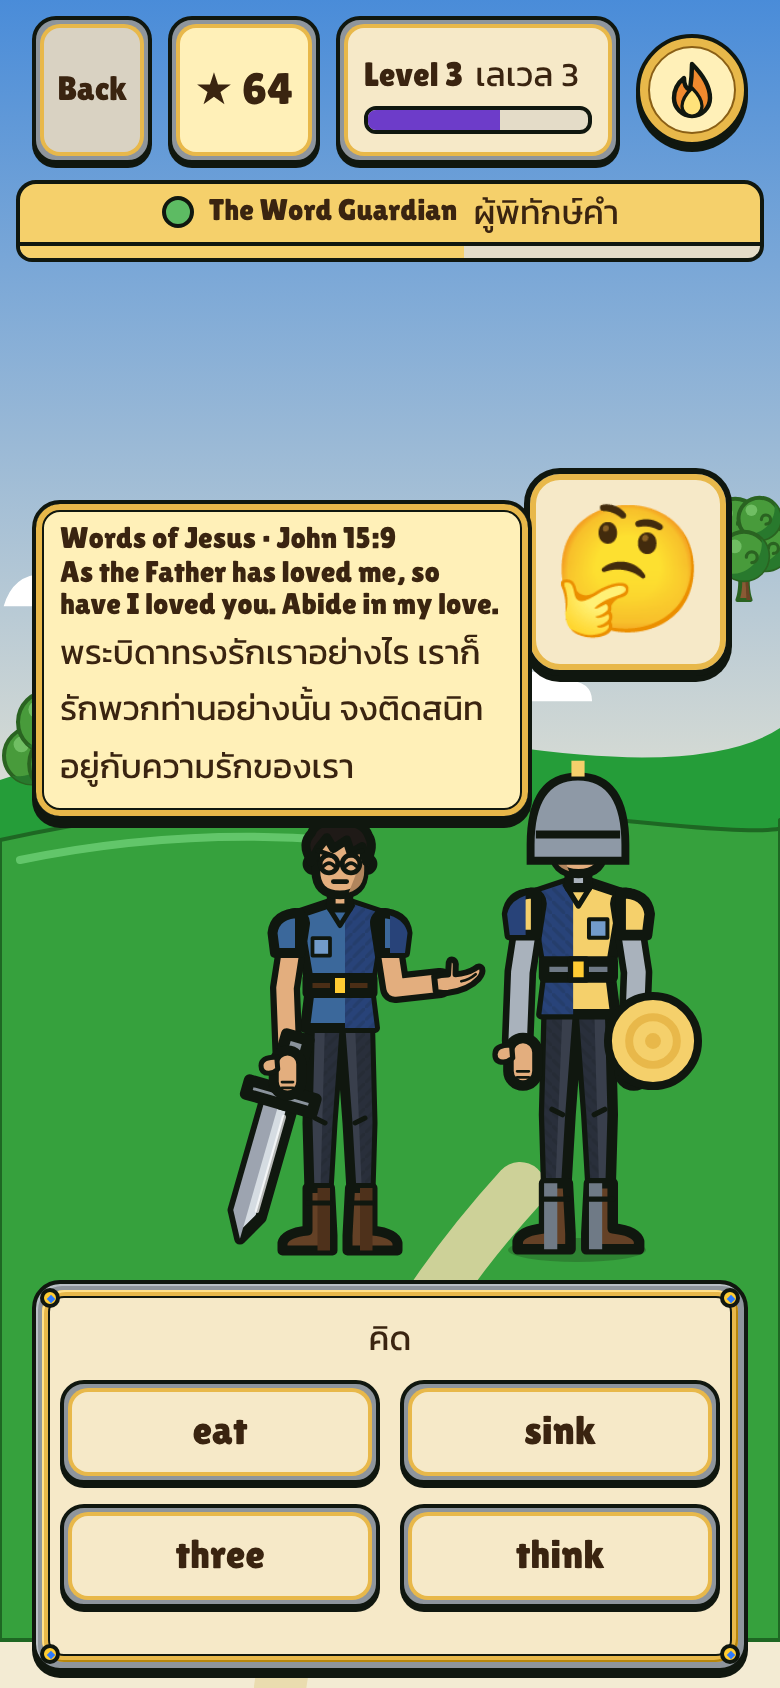 Back
★ 64
Level 3 เลเวล 3
The Word Guardian ผู้พิทักษ์คำ
Words of Jesus · John 15:9
As the Father has loved me, so
have I loved you. Abide in my love.
พระบิดาทรงรักเราอย่างไร เราก็
รักพวกท่านอย่างนั้น จงติดสนิท
อยู่กับความรักของเรา
คิด
eat
sink
three
think